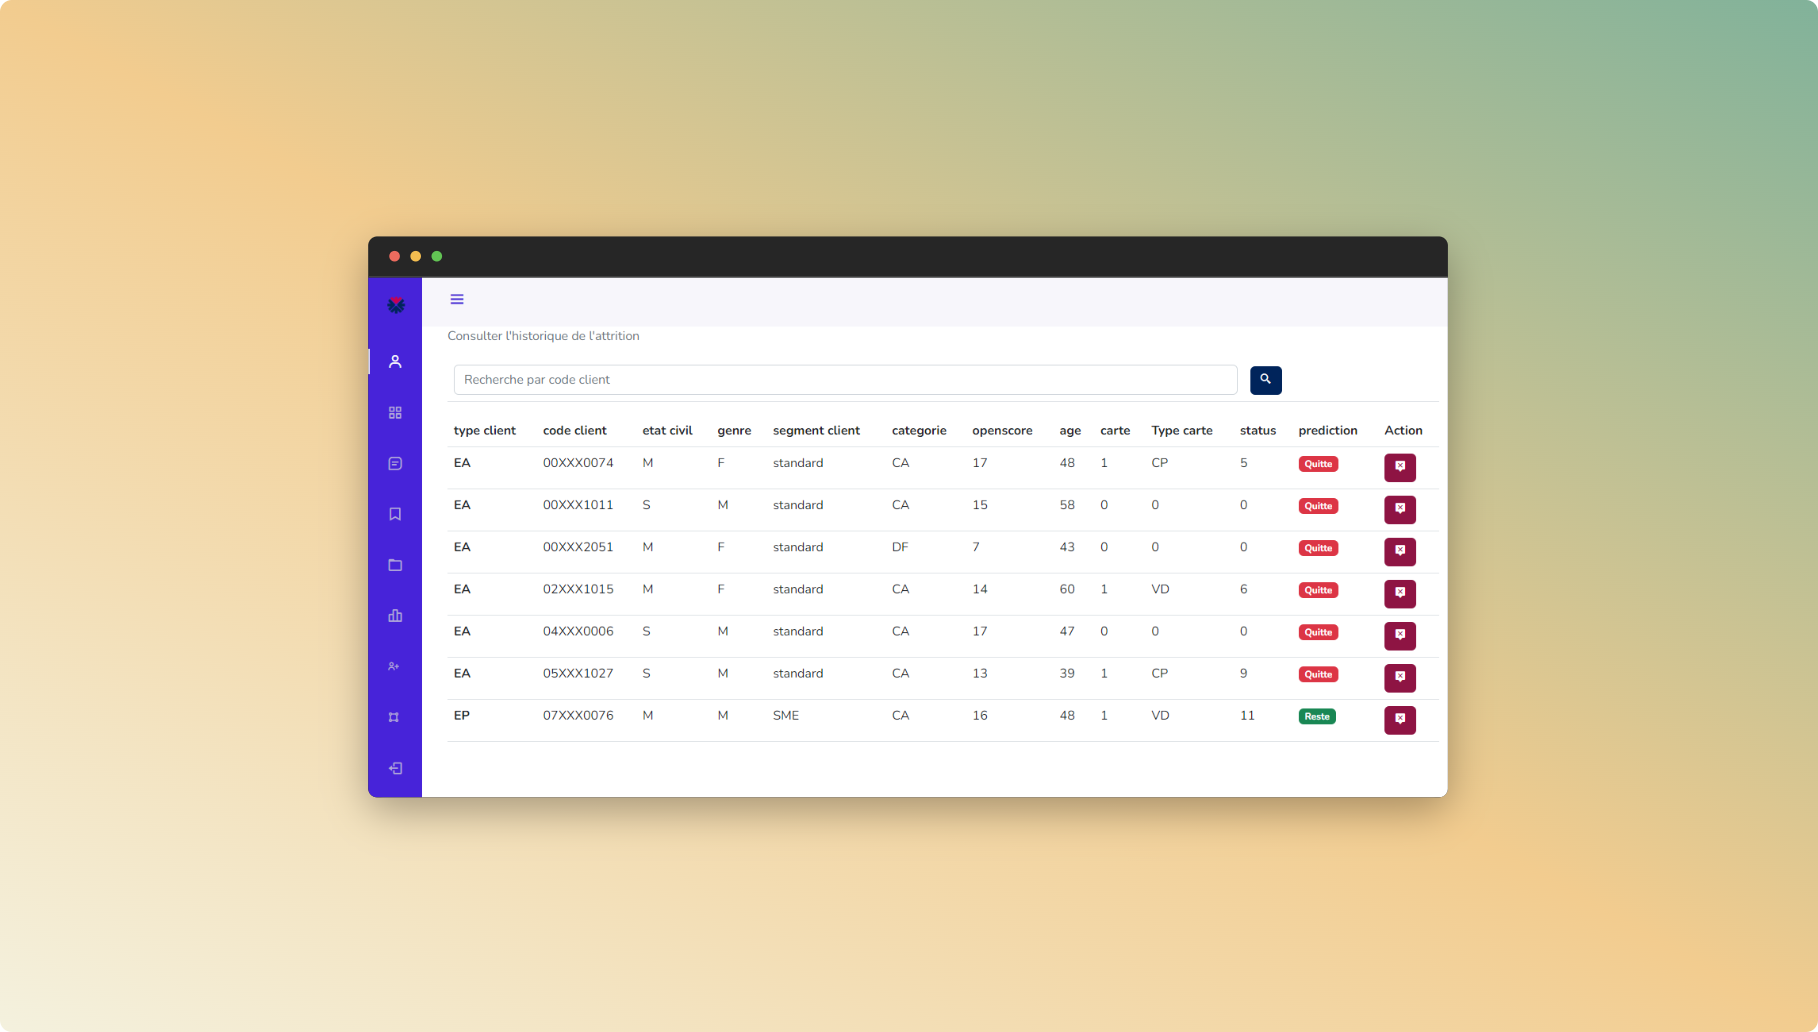 Consulter l'historique de l'attrition
Recherche par code client
type client code client etat civil genre segment client categorie openscore age carte Type carte status prediction Action
EA 00XXX0074 M F standard CA 17 48 1 CP 5 Quitte
EA 00XXX1011 S M standard CA 15 58 0 0 0 Quitte
EA 00XXX2051 M F standard DF 7 43 0 0 0 Quitte
EA 02XXX1015 M F standard CA 14 60 1 VD 6 Quitte
EA 04XXX0006 S M standard CA 17 47 0 0 0 Quitte
EA 05XXX1027 S M standard CA 13 39 1 CP 9 Quitte
EP 07XXX0076 M M SME CA 16 48 1 VD 11 Reste